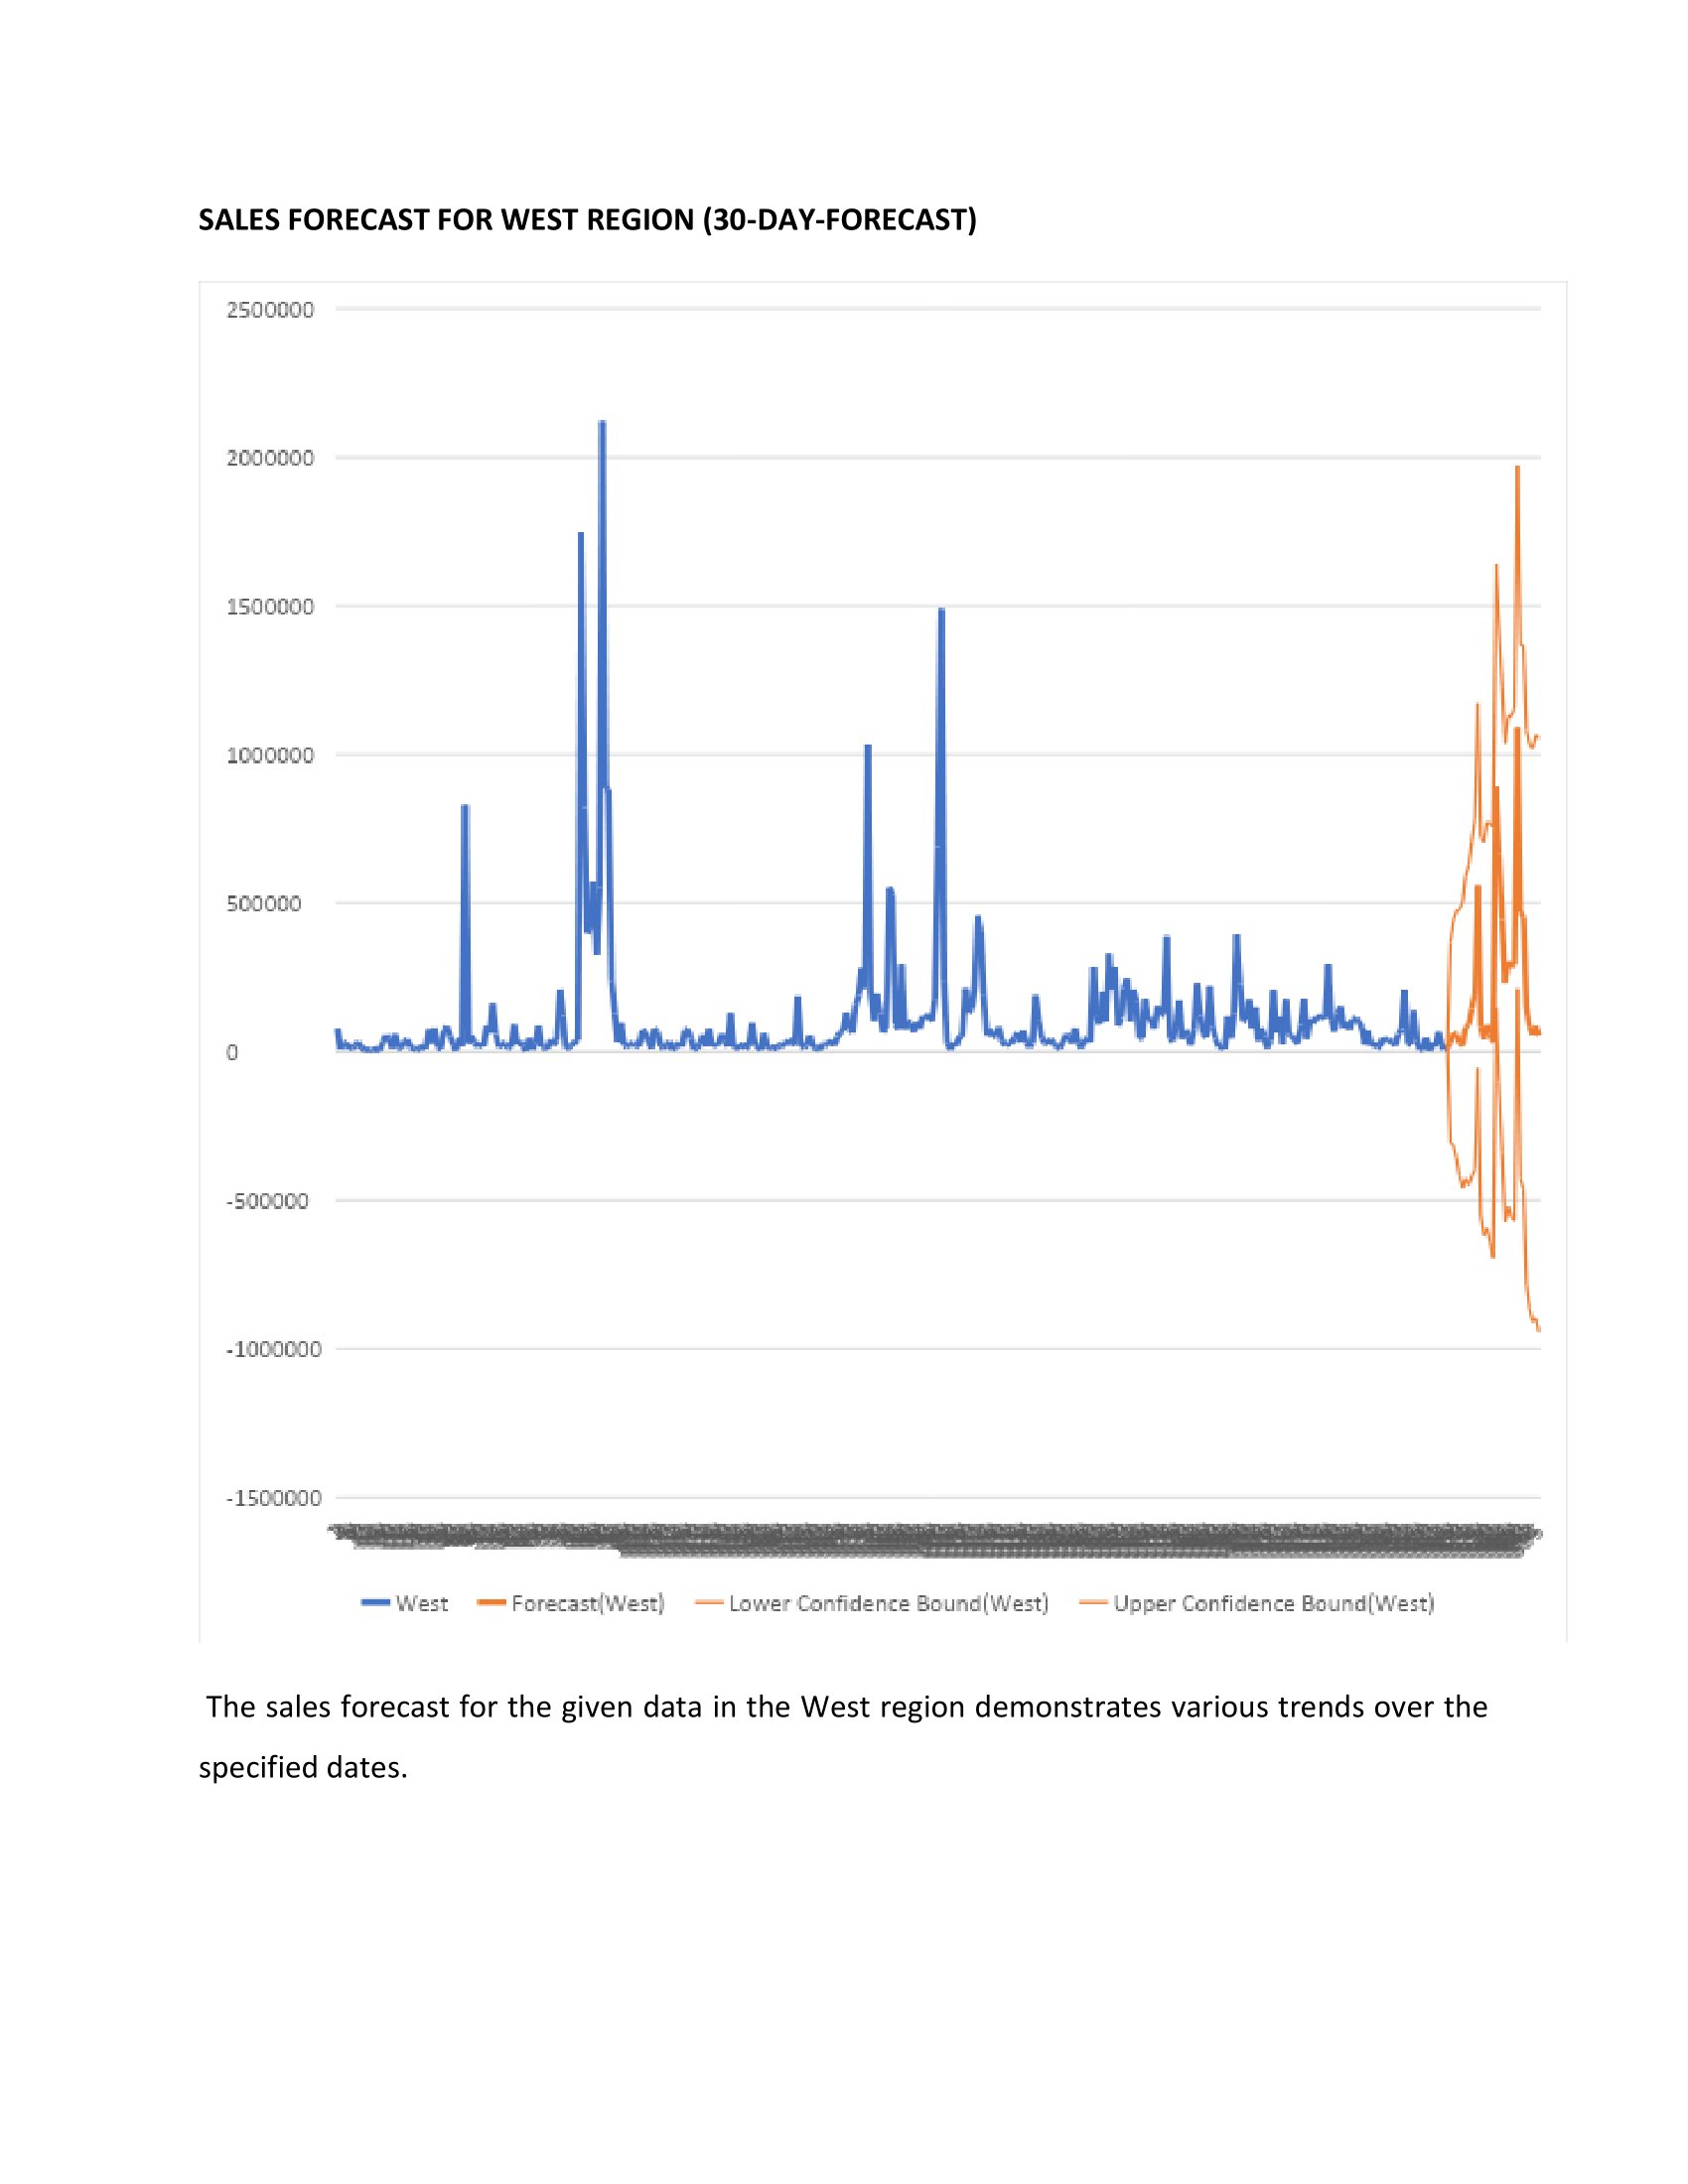 SALES FORECAST FOR WEST REGION (30-DAY-FORECAST)
2500000
2000000
1500000
1000000
500000
0
-500000
-1000000
-1500000
West Forecast(West) Lower Confidence Bound(West) Upper Confidence Bound(West)
The sales forecast for the given data in the West region demonstrates various trends over the
specified dates.